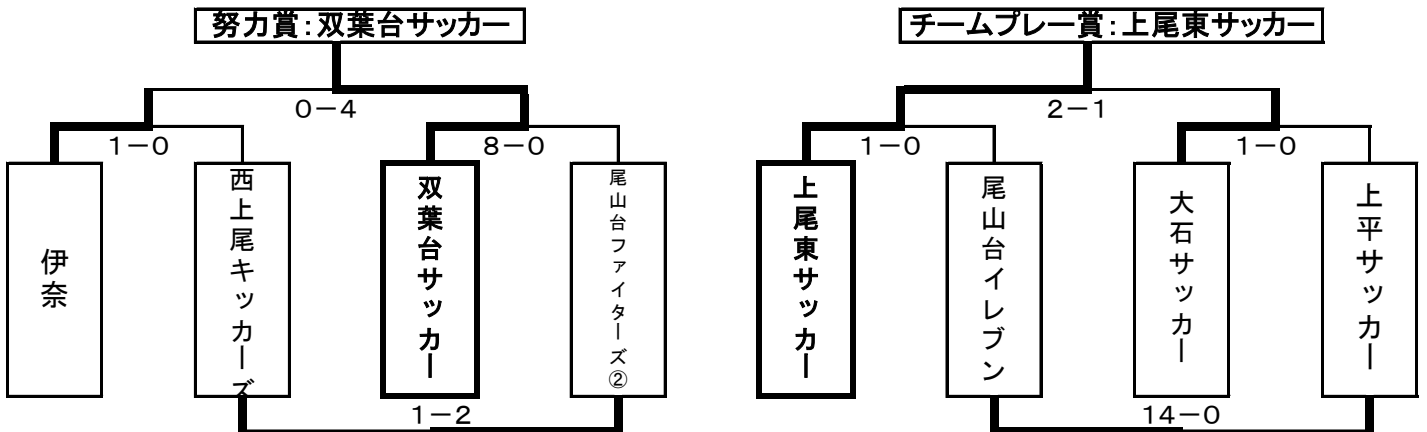 努力賞:双葉台サッカー
0-4
1-0
8-0
伊奈
西上尾キッカーズ
双葉台サッカー
尾山台ファイターズ②
1-2
チームプレー賞:上尾東サッカー
2-1
1-0
1-0
上尾東サッカー
尾山台イレブン
大石サッカー
上平サッカー
14-0